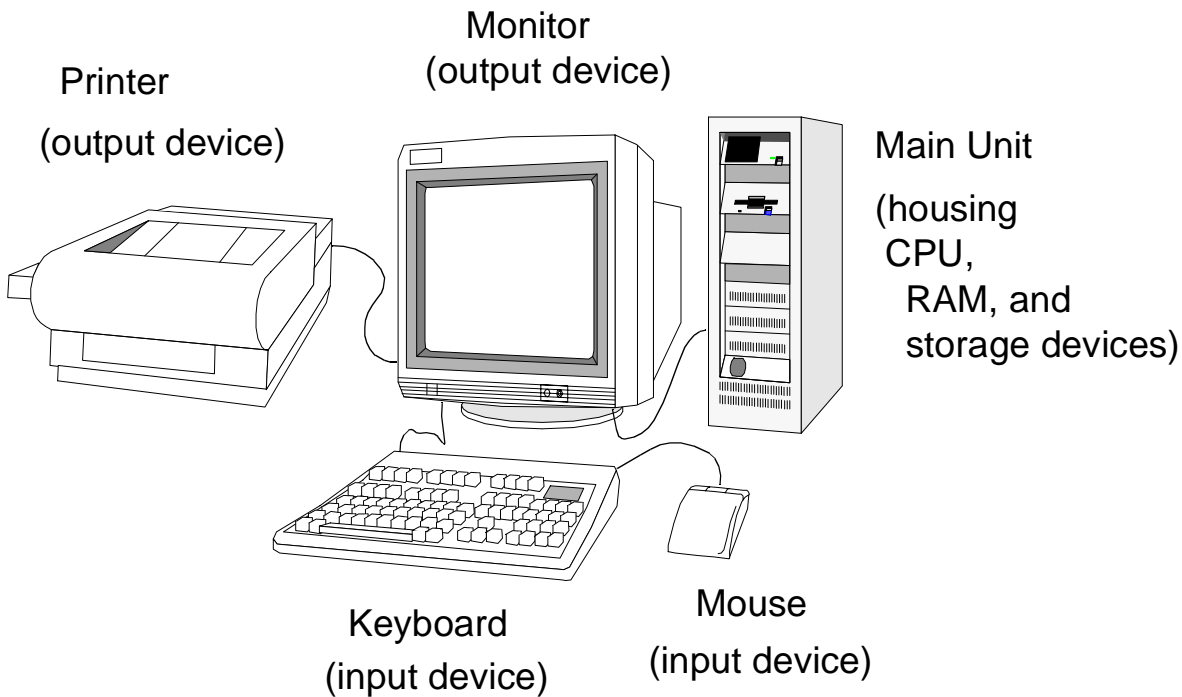 Monitor
(output device)
Printer
(output device)
Main Unit
(housing
CPU,
RAM, and
storage devices)
Keyboard
(input device)
Mouse
(input device)